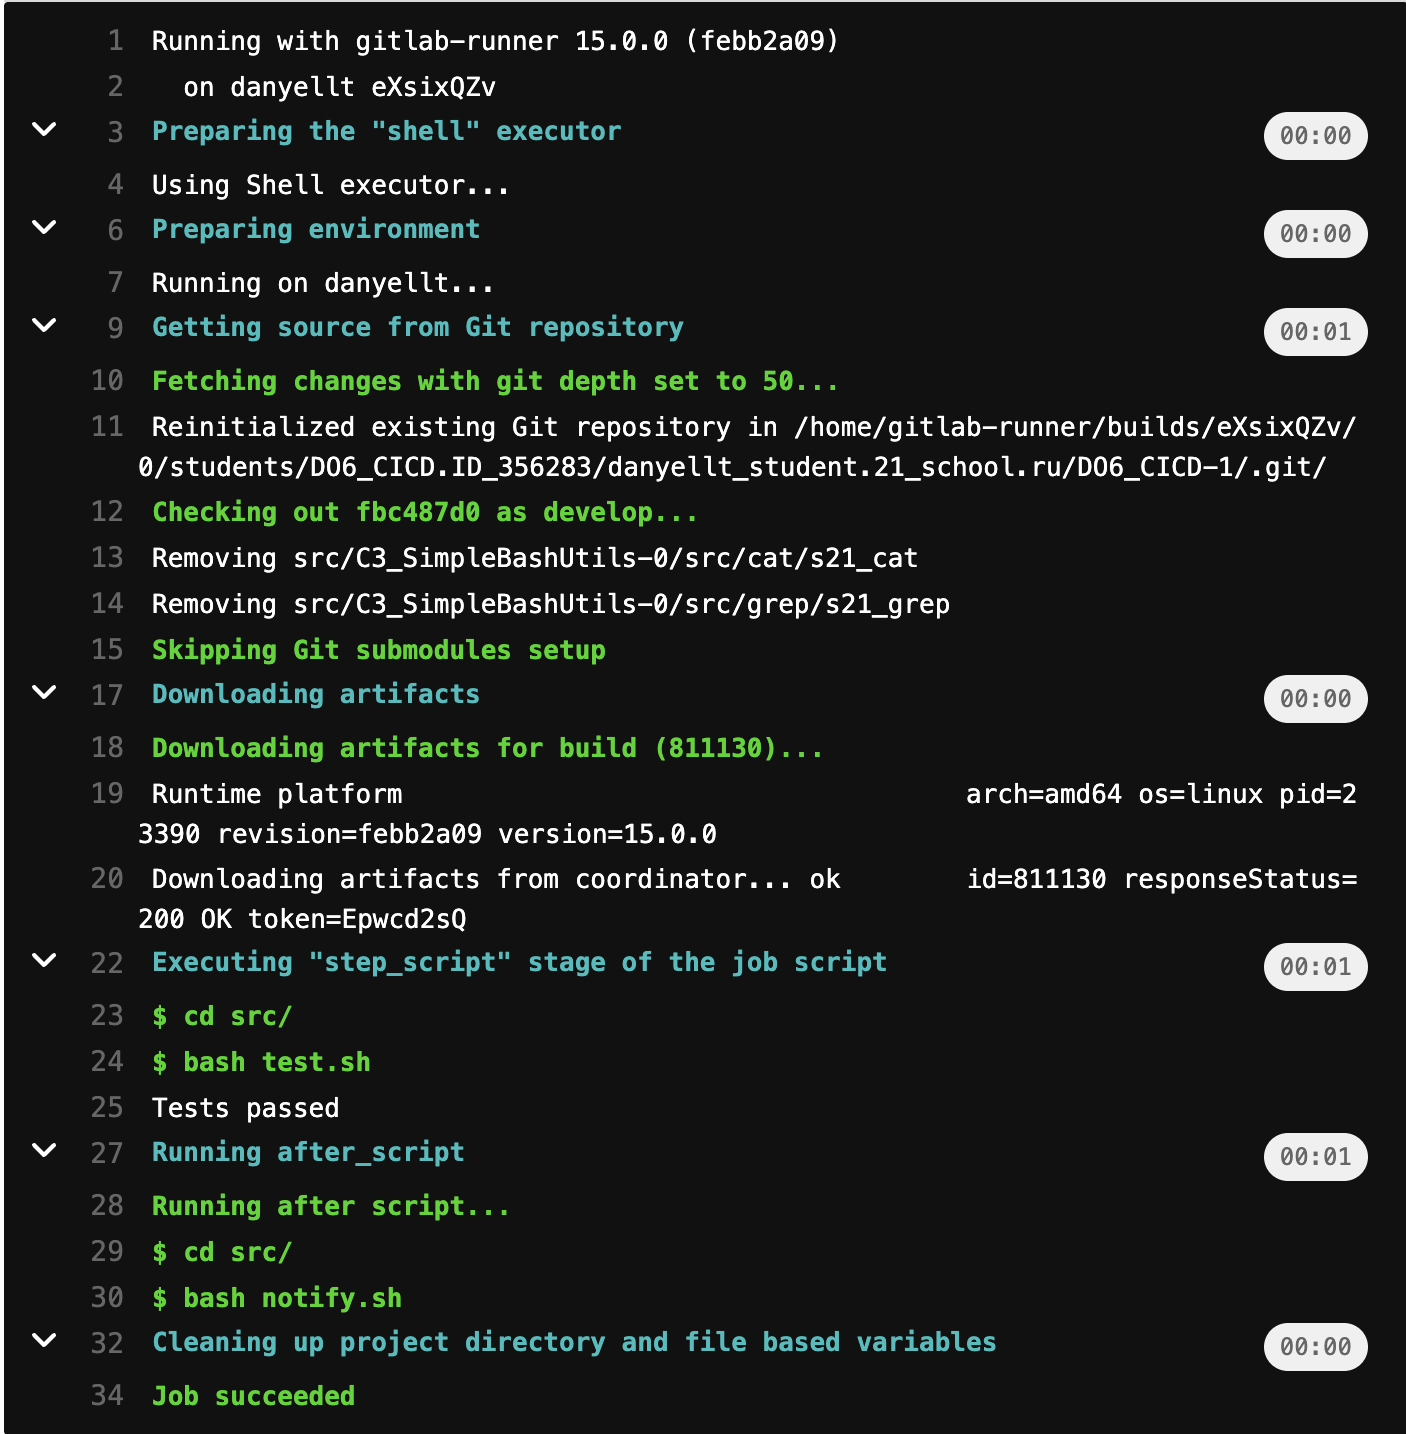 1 Running with gitlab-runner 15.0.0 (febb2a09)
2 on danyellt eXsixQZv
3 Preparing the "shell" executor 00:00
4 Using Shell executor...
6 Preparing environment 00:00
7 Running on danyellt...
9 Getting source from Git repository 00:01
10 Fetching changes with git depth set to 50...
11 Reinitialized existing Git repository in /home/gitlab-runner/builds/eXsixQZv/
0/students/DO6_CICD.ID_356283/danyellt_student.21_school.ru/DO6_CICD-1/.git/
12 Checking out fbc487d0 as develop...
13 Removing src/C3_SimpleBashUtils-0/src/cat/s21_cat
14 Removing src/C3_SimpleBashUtils-0/src/grep/s21_grep
15 Skipping Git submodules setup
17 Downloading artifacts 00:00
18 Downloading artifacts for build (811130)...
19 Runtime platform arch=amd64 os=linux pid=2
3390 revision=febb2a09 version=15.0.0
20 Downloading artifacts from coordinator... ok id=811130 responseStatus=
200 OK token=Epwcd2sQ
22 Executing "step_script" stage of the job script 00:01
23 $ cd src/
24 $ bash test.sh
25 Tests passed
27 Running after_script 00:01
28 Running after script...
29 $ cd src/
30 $ bash notify.sh
32 Cleaning up project directory and file based variables 00:00
34 Job succeeded